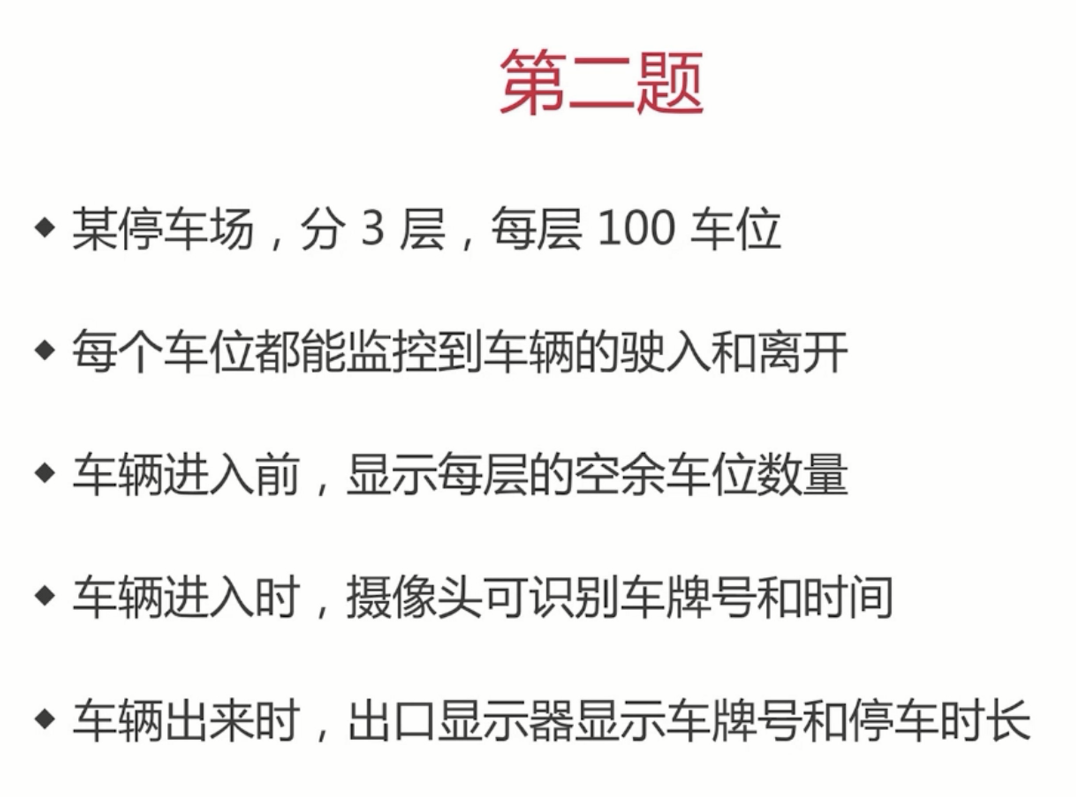 第二题
◆ 某停车场，分 3 层，每层 100 车位
◆ 每个车位都能监控到车辆的驶入和离开
◆ 车辆进入前，显示每层的空余车位数量
◆ 车辆进入时，摄像头可识别车牌号和时间
◆ 车辆出来时，出口显示器显示车牌号和停车时长